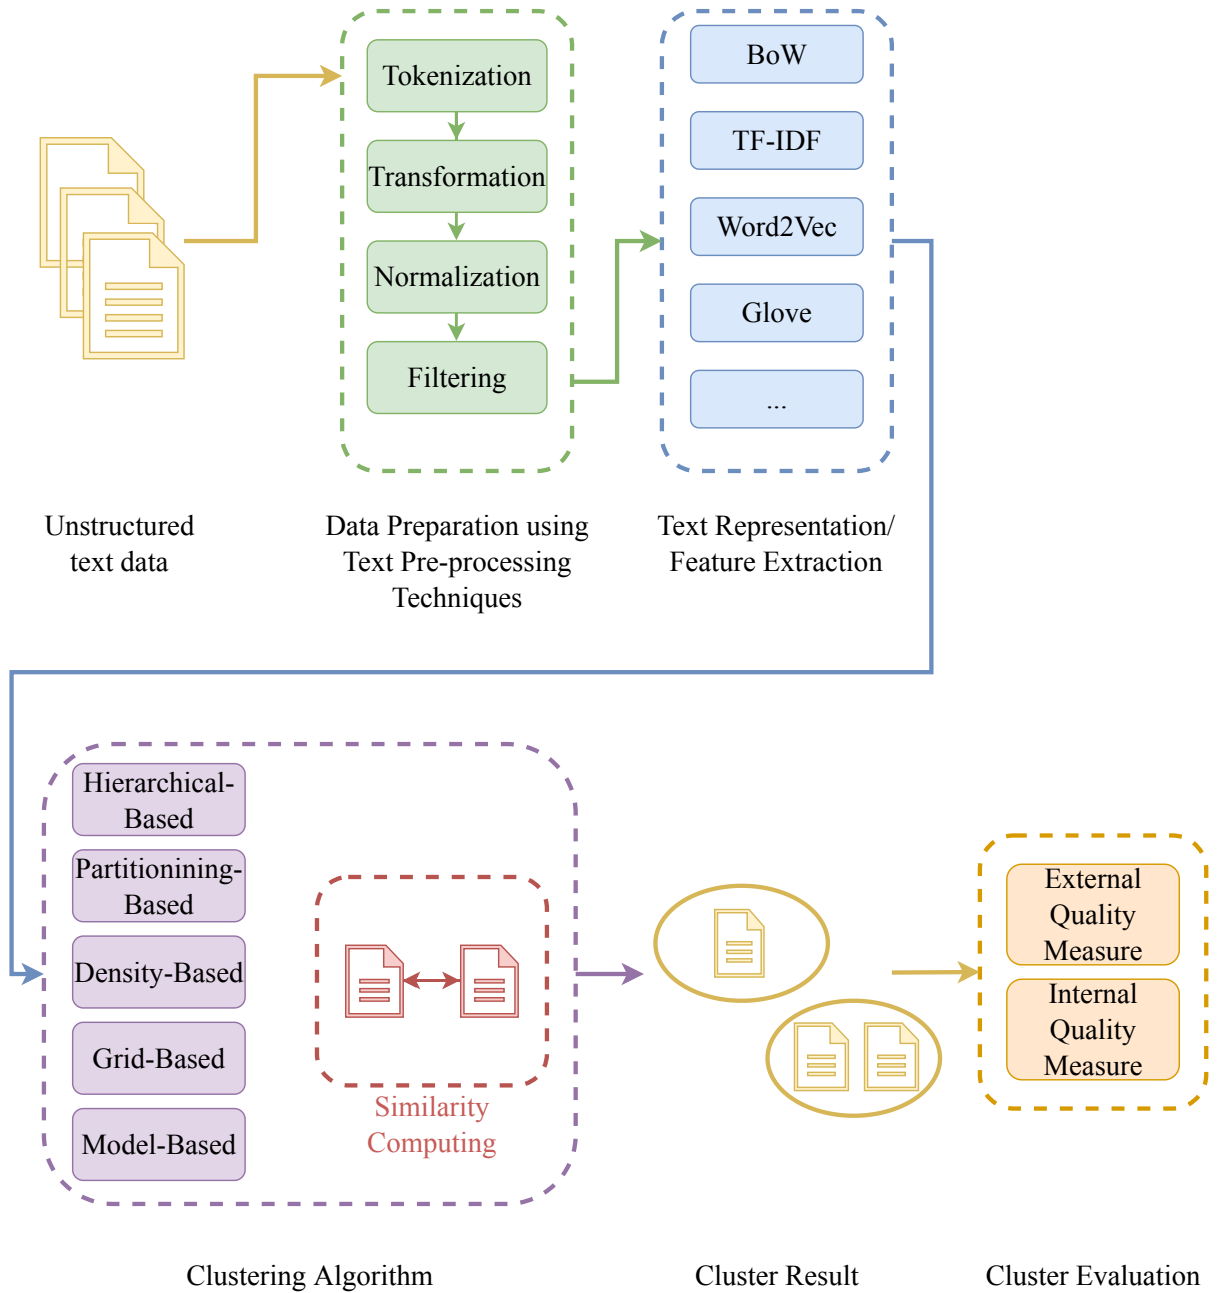 Tokenization
Transformation
Normalization
Filtering
BoW
TF-IDF
Word2Vec
Glove
...
Unstructured
text data
Data Preparation using
Text Pre-processing
Techniques
Text Representation/
Feature Extraction
Hierarchical-
Based
Partitionining-
Based
Density-Based
Grid-Based
Model-Based
Similarity
Computing
External
Quality
Measure
Internal
Quality
Measure
Clustering Algorithm
Cluster Result
Cluster Evaluation